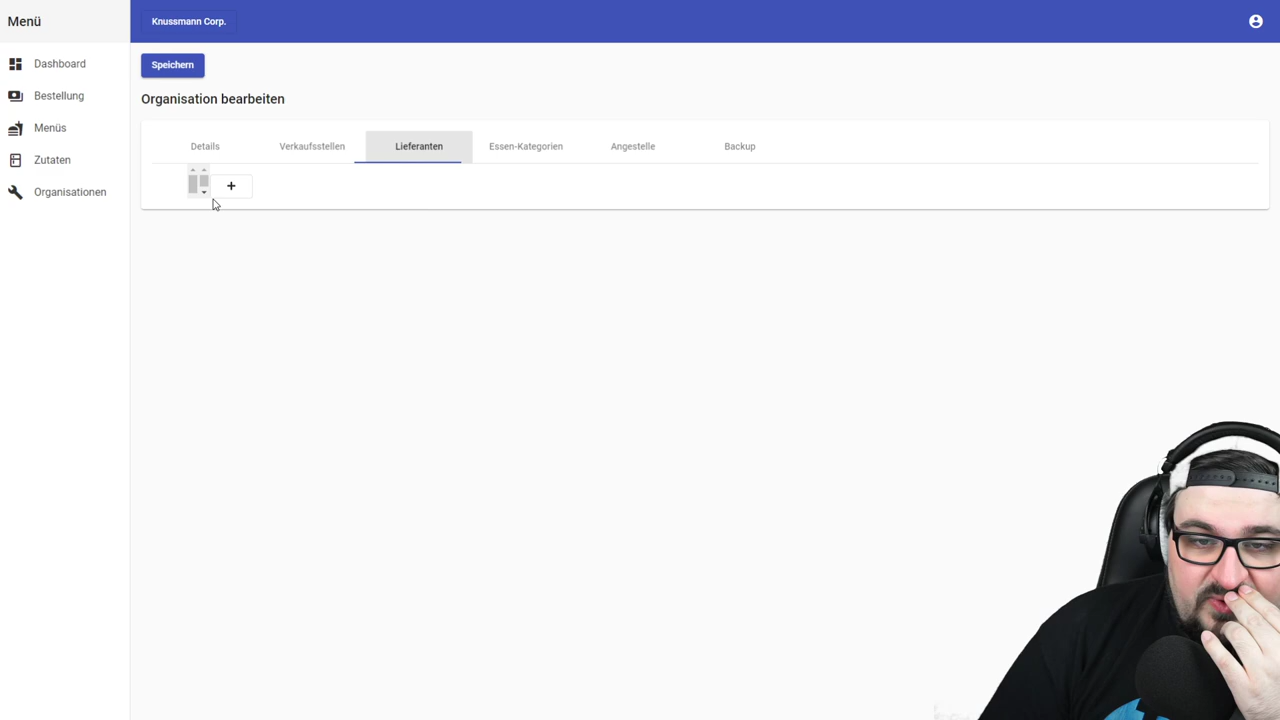 Menü
Knussmann Corp.
Dashboard
Bestellung
Menüs
Zutaten
Organisationen
Speichern
Organisation bearbeiten
Details
Verkaufsstellen
Lieferanten
Essen-Kategorien
Angestelle
Backup
+